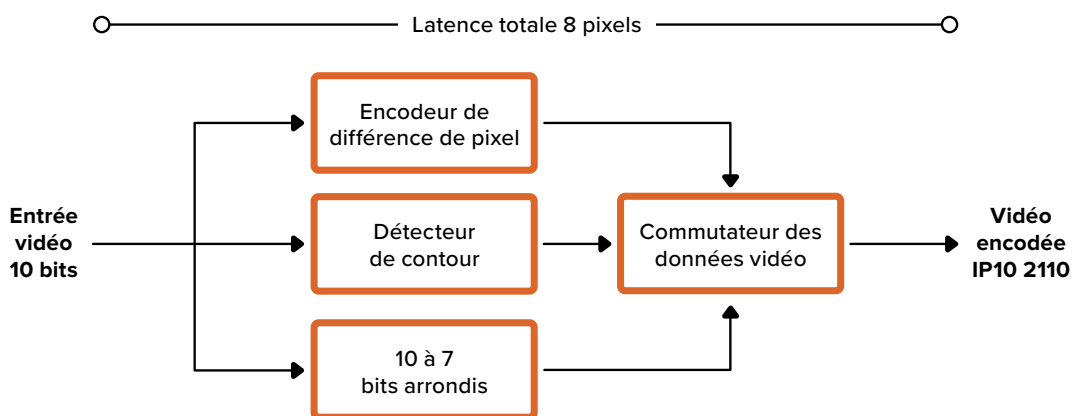 Latence totale 8 pixels
Encodeur de
différence de pixel
Entrée
vidéo
10 bits
Détecteur
de contour
Commutateur des
données vidéo
Vidéo
encodée
IP10 2110
10 à 7
bits arrondis